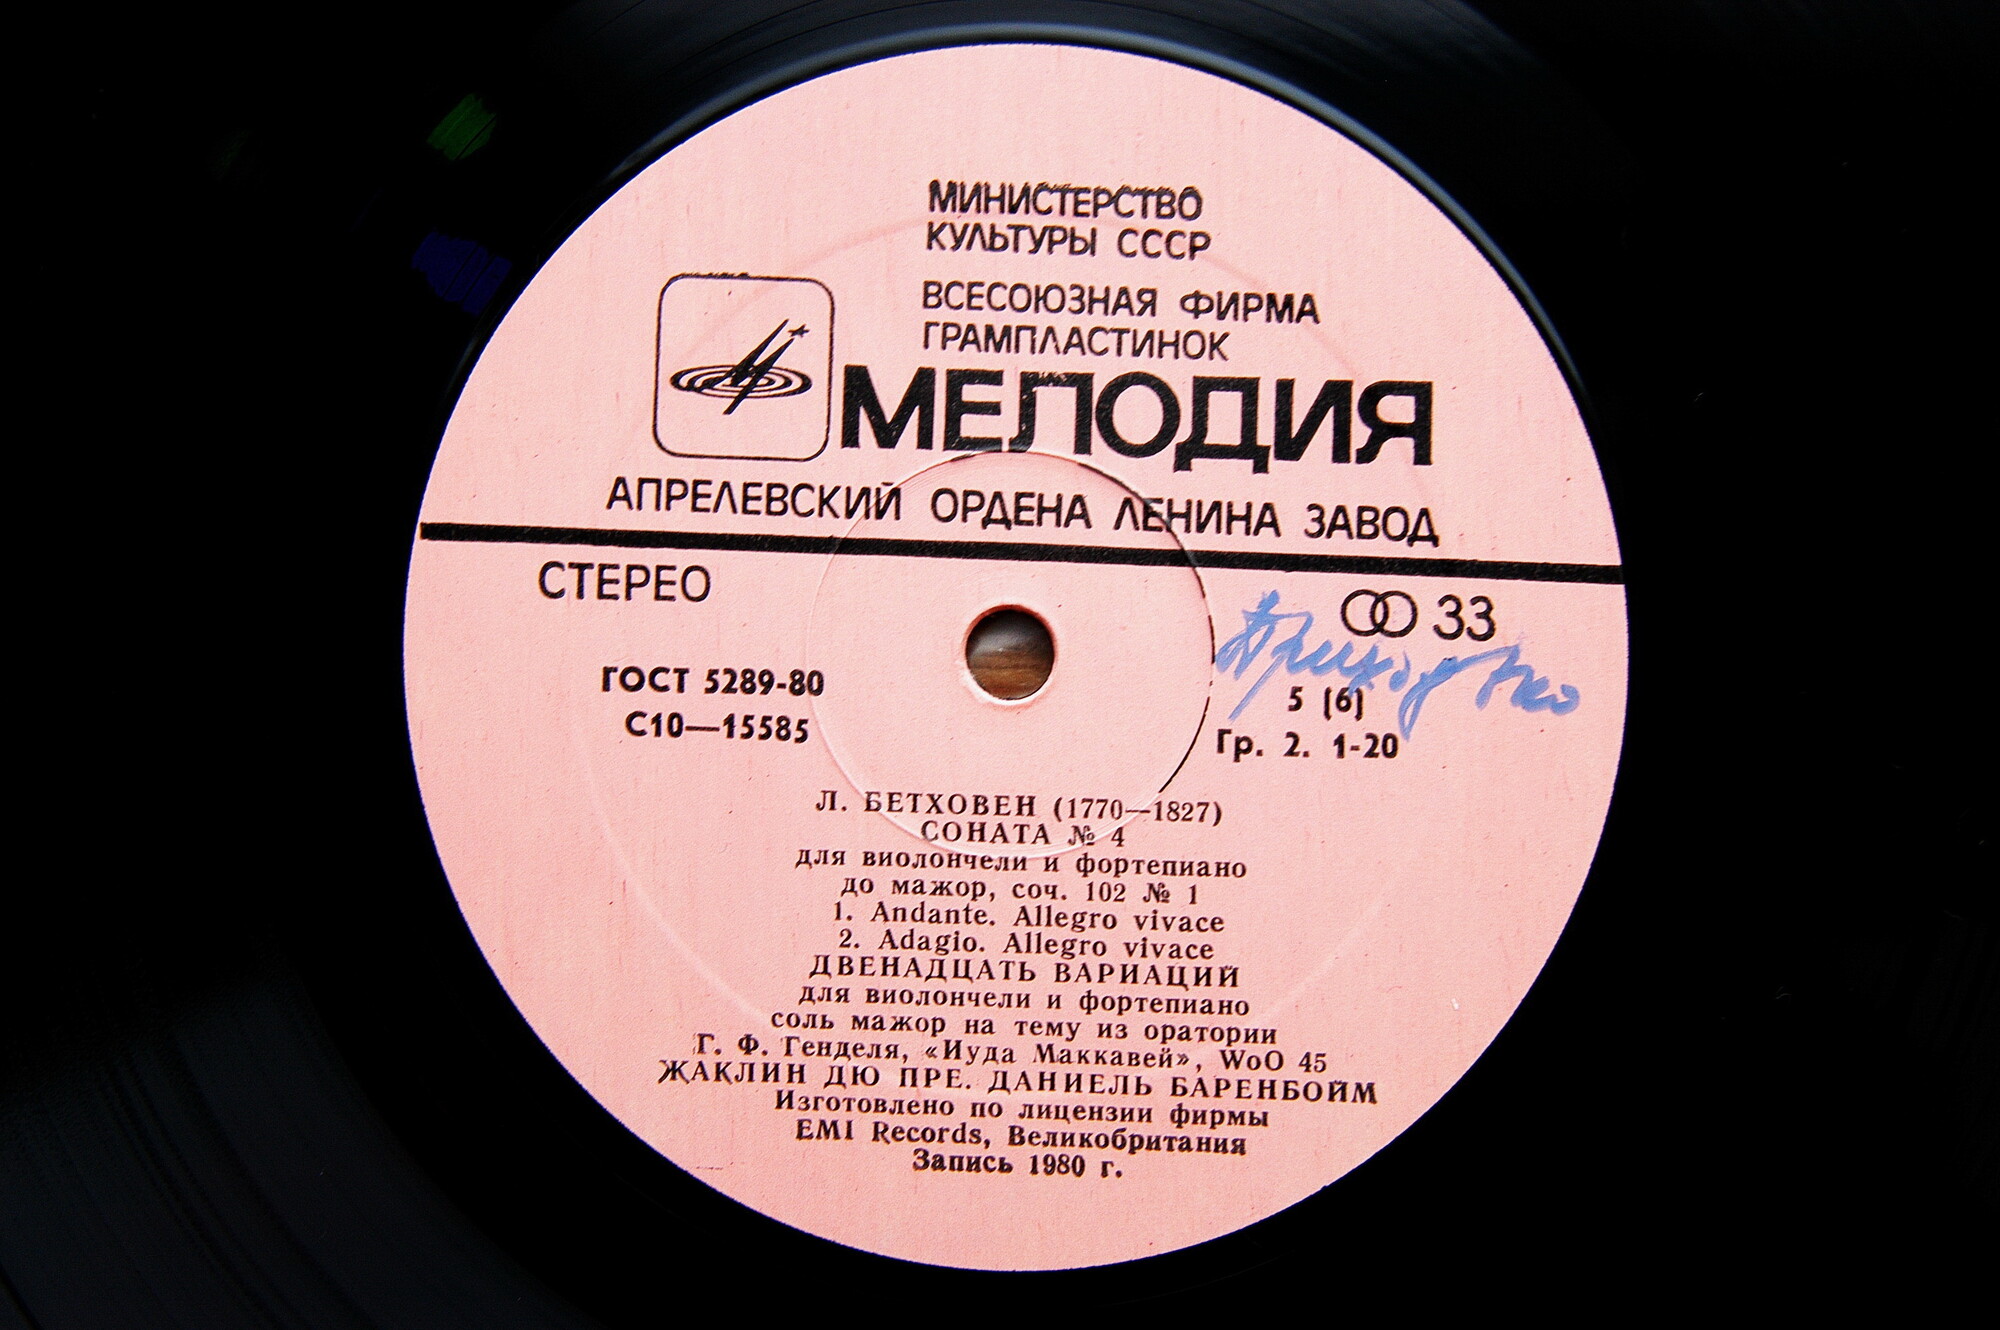 МИНИСТЕРСТВО
КУЛЬТУРЫ СССР
ВСЕСОЮЗНАЯ ФИРМА
ГРАМПЛАСТИНОК
МЕЛОДИЯ
АПРЕЛЕВСКИЙ ОРДЕНА ЛЕНИНА ЗАВОД
СТЕРЕО
33
ГОСТ 5289-80
5 (6)
С10—15585
Гр. 2. 1-20
Л. БЕТХОВЕН (1770—1827)
СОНАТА № 4
для виолончели и фортепиано
до мажор, соч. 102 № 1
1. Andante. Allegro vivace
2. Adagio. Allegro vivace
ДВЕНАДЦАТЬ ВАРИАЦИЙ
для виолончели и фортепиано
соль мажор на тему из оратории
Г. Ф. Генделя, «Иуда Маккавей», WoO 45
ЖАКЛИН ДЮ ПРЕ. ДАНИЕЛЬ БАРЕНБОЙМ
Изготовлено по лицензии фирмы
EMI Records, Великобритания
Запись 1980 г.